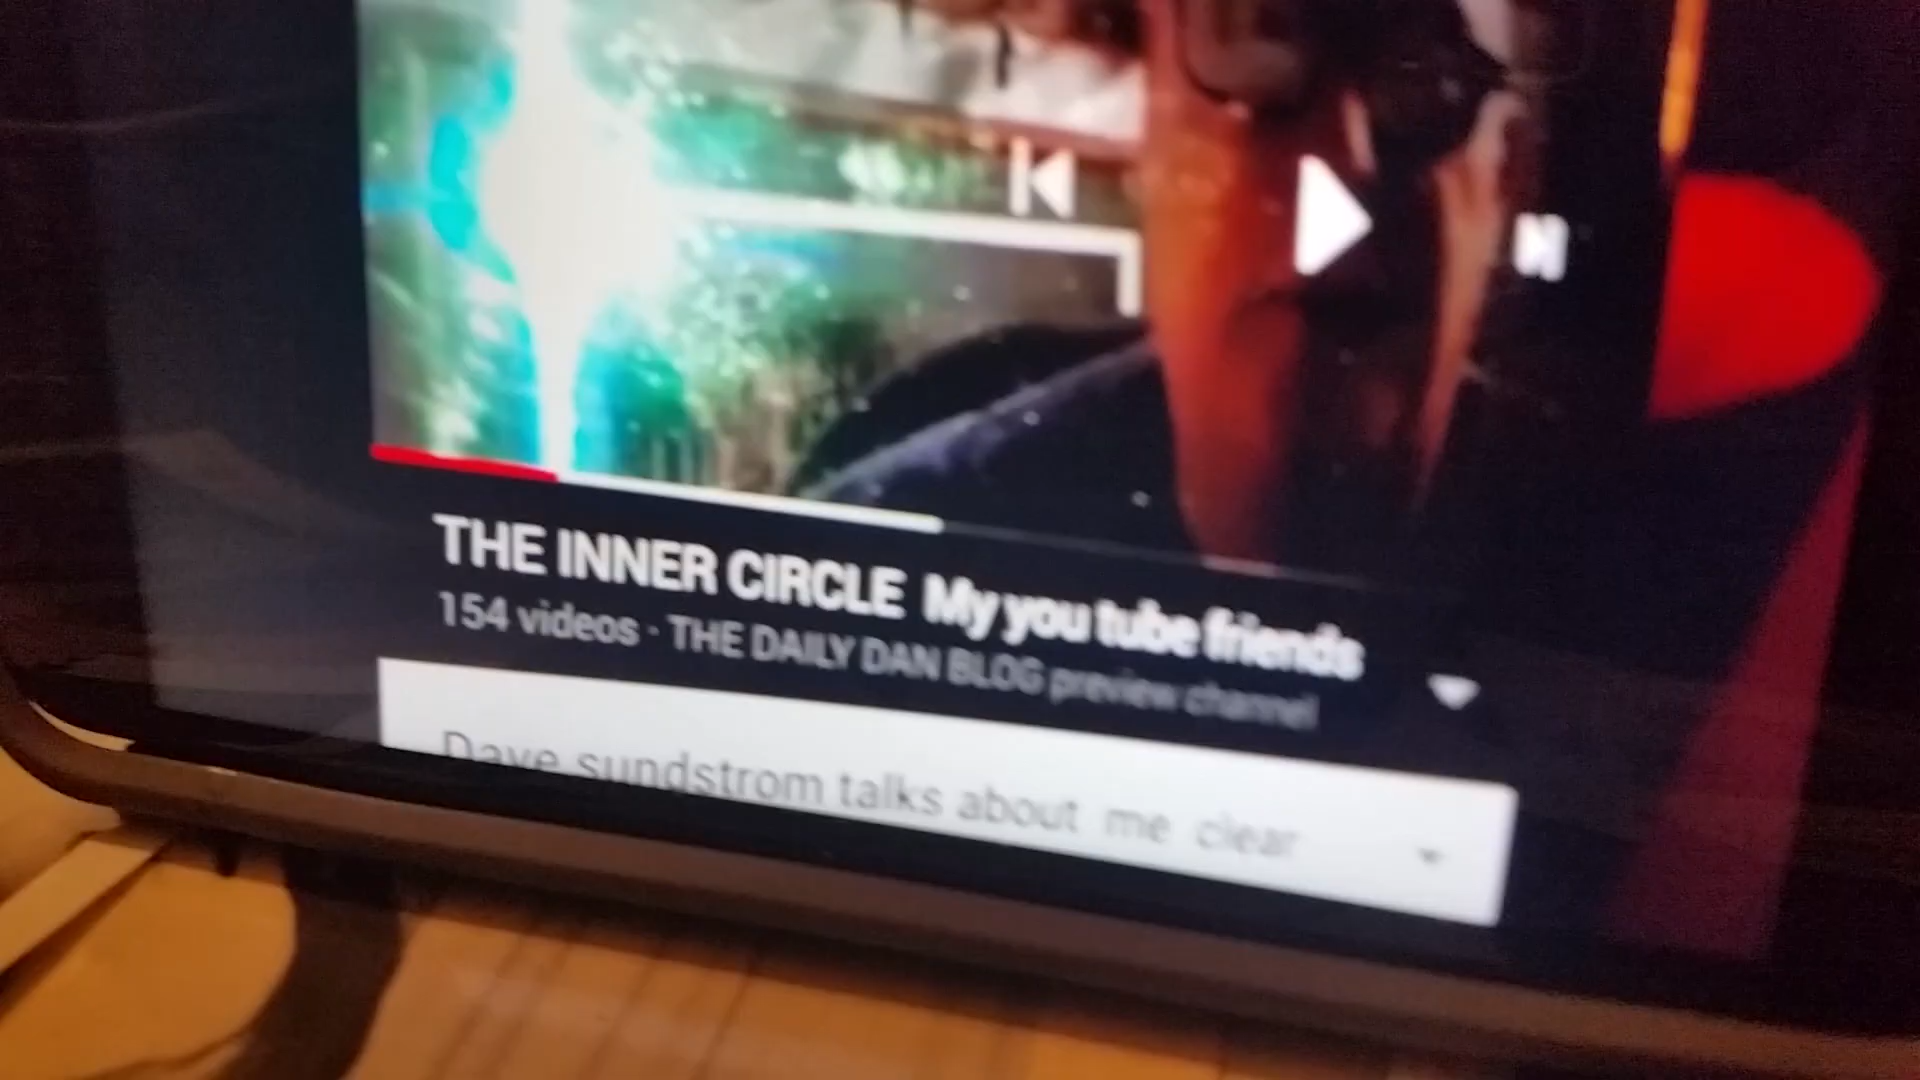 THE INNER CIRCLE My you tube friends
154 videos · THE DAILY DAN BLOG preview channel
Dave sundstrom talks about me clear